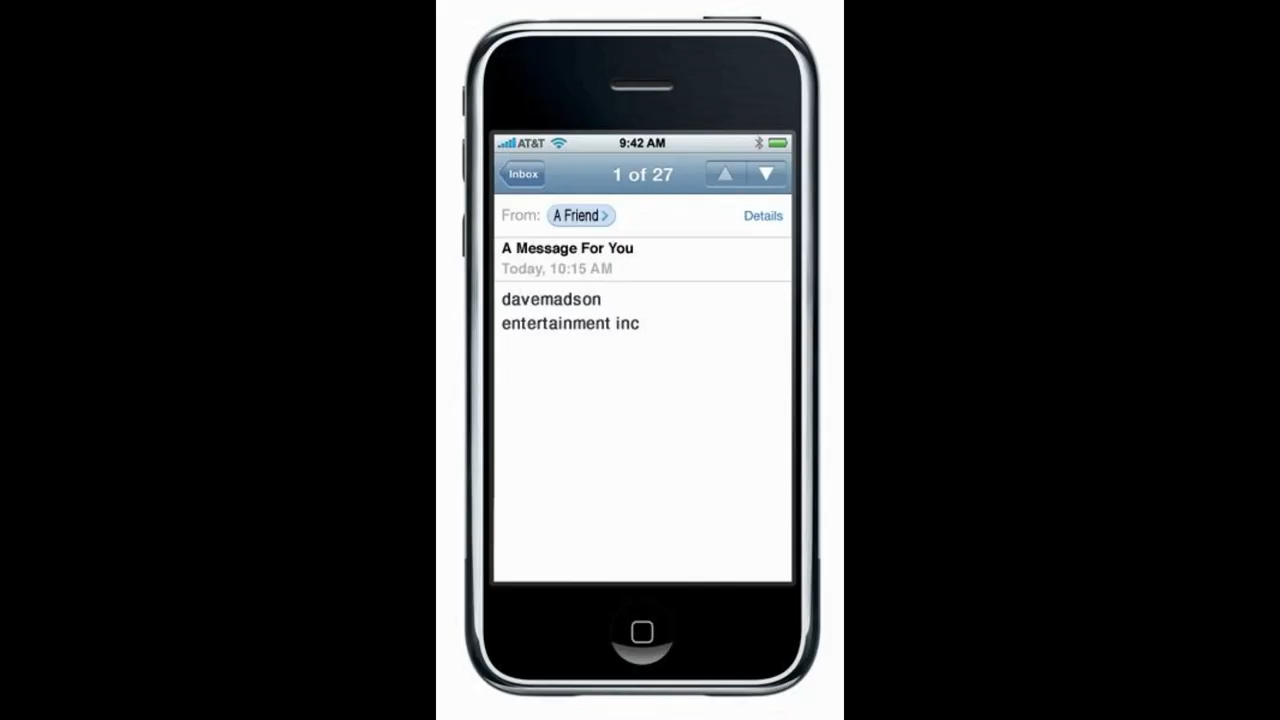 AT&T 9:42 AM
Inbox 1 of 27
From: A Friend Details
A Message For You
Today, 10:15 AM
davemadson
entertainment inc